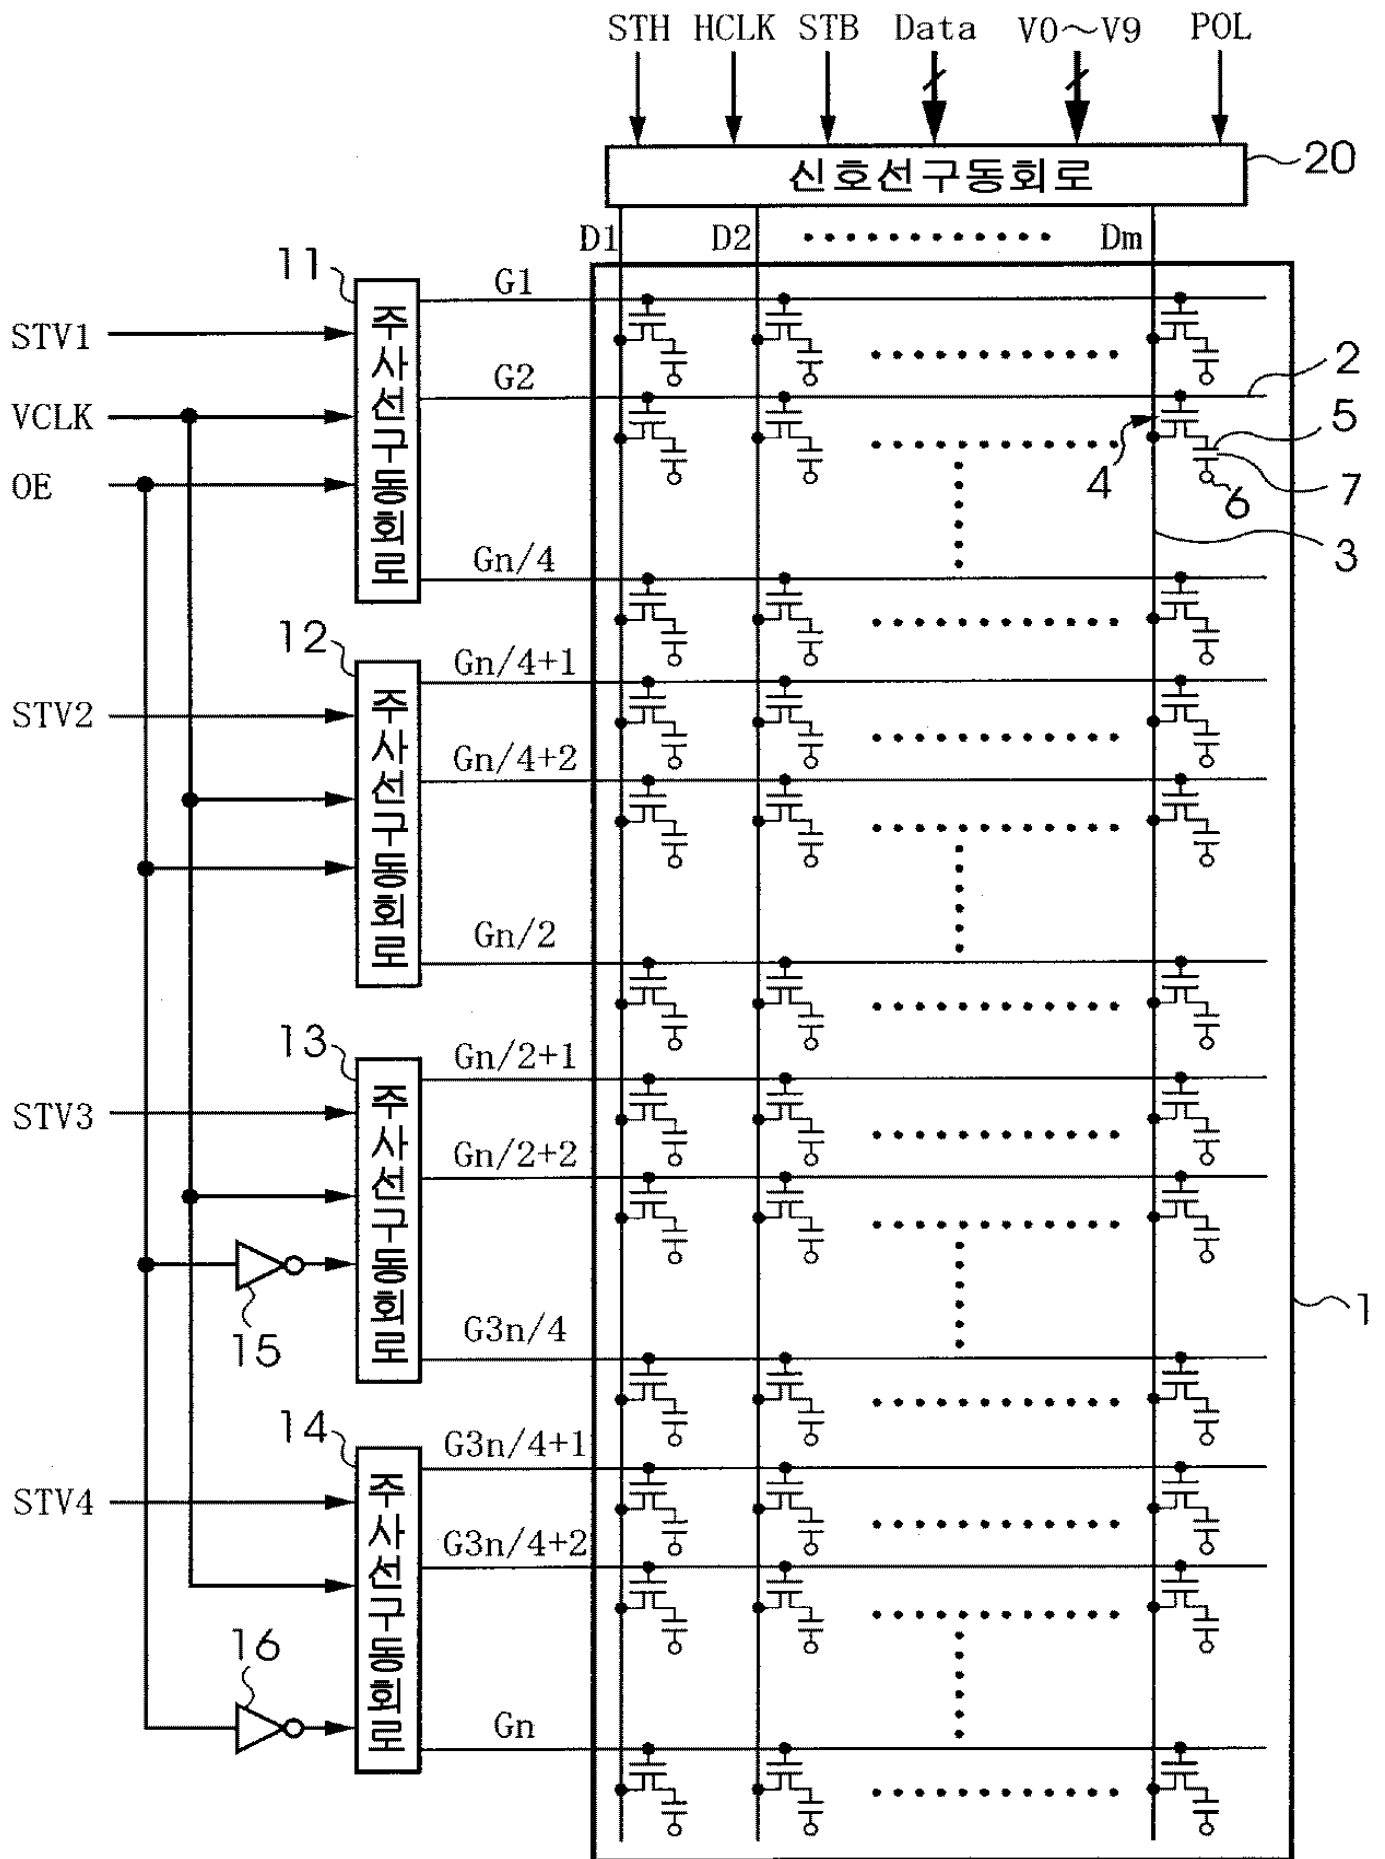 STH HCLK STB Data V0～V9 POL
신호선구동회로 20
D1 D2 Dm
11
G1
STV1
주사선구동회로
G2
2
VCLK
4
5
OE
7
6
Gn/4
3
12
Gn/4+1
STV2
주사선구동회로
Gn/4+2
Gn/2
13
Gn/2+1
STV3
주사선구동회로
Gn/2+2
1
15
G3n/4
14
G3n/4+1
STV4
주사선구동회로
G3n/4+2
16
Gn